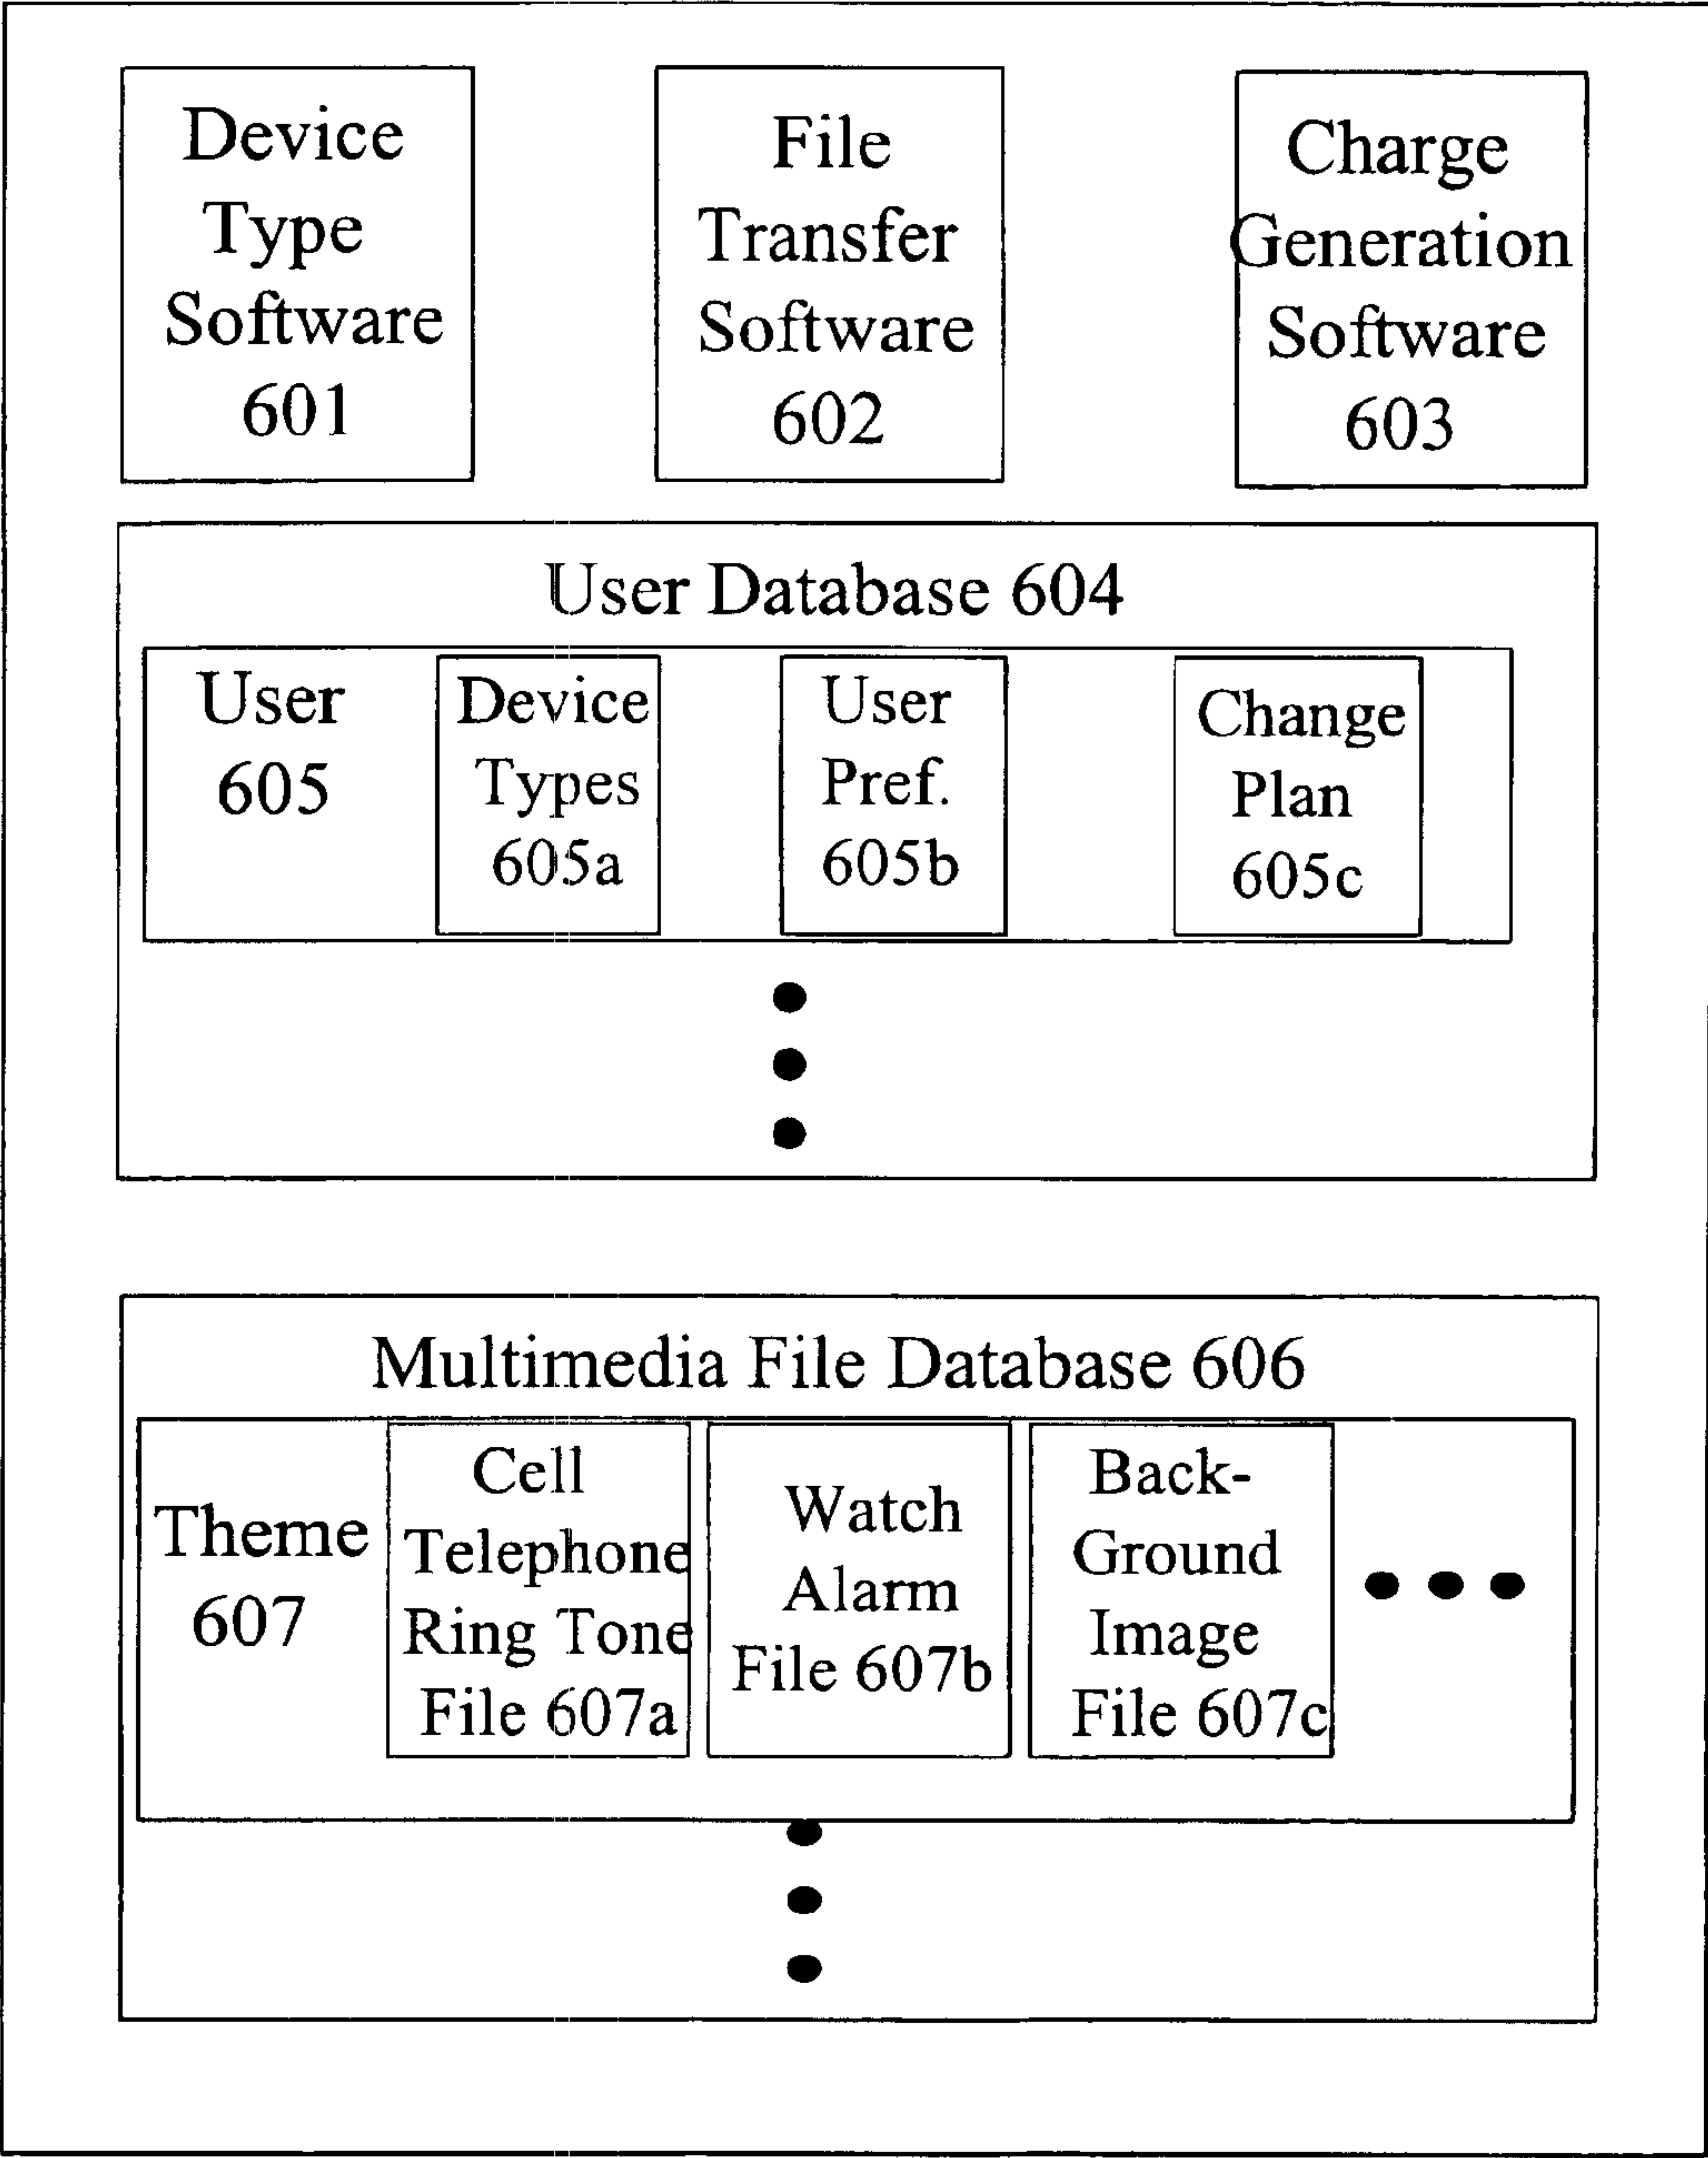 Device
Type
Software
601
File
Transfer
Software
602
Charge
Generation
Software
603
User Database 604
User
605
Device
Types
605a
User
Pref.
605b
Change
Plan
605c
Multimedia File Database 606
Theme
607
Cell
Telephone
Ring Tone
File 607a
Watch
Alarm
File 607b
Back-
Ground
Image
File 607c